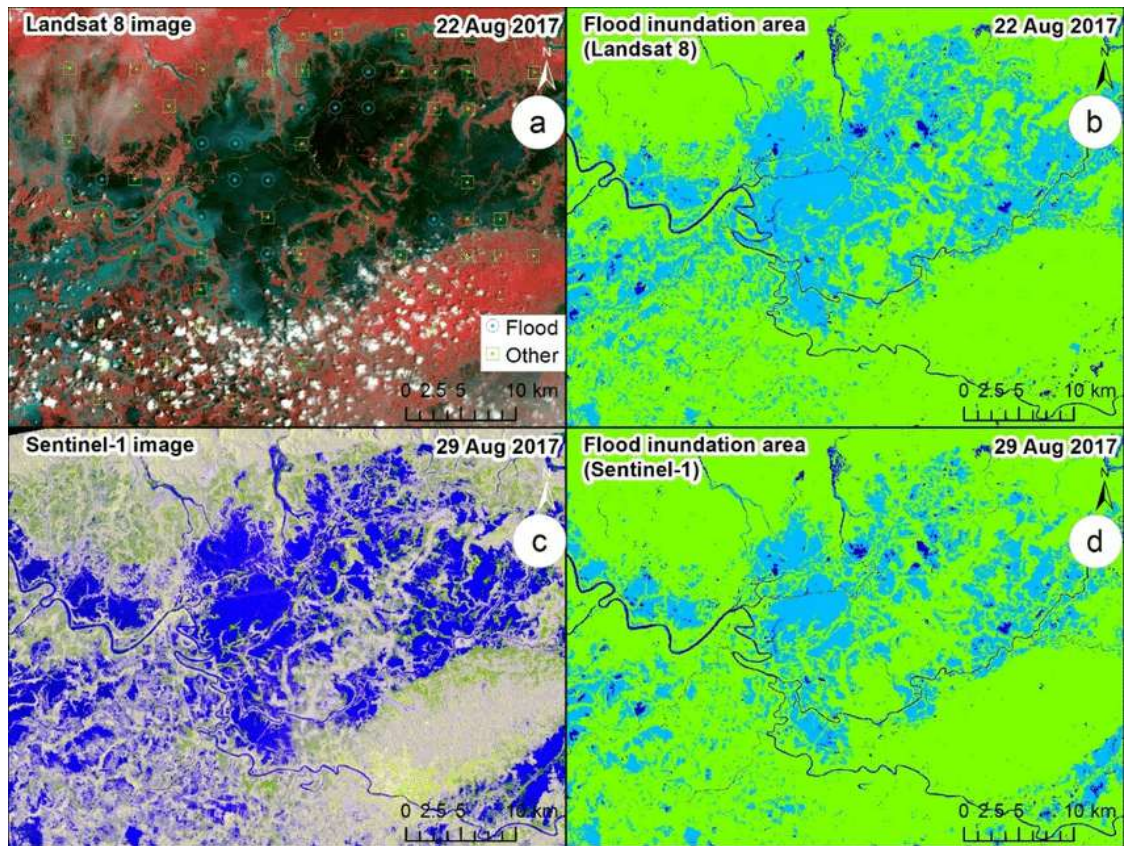 Landsat 8 image
22 Aug 2017
N
a
Flood
Other
0 2.5 5 10 km
Flood inundation area
(Landsat 8)
22 Aug 2017
N
b
0 2.5 5 10 km
Sentinel-1 image
29 Aug 2017
N
c
0 2.5 5 10 km
Flood inundation area
(Sentinel-1)
29 Aug 2017
N
d
0 2.5 5 10 km